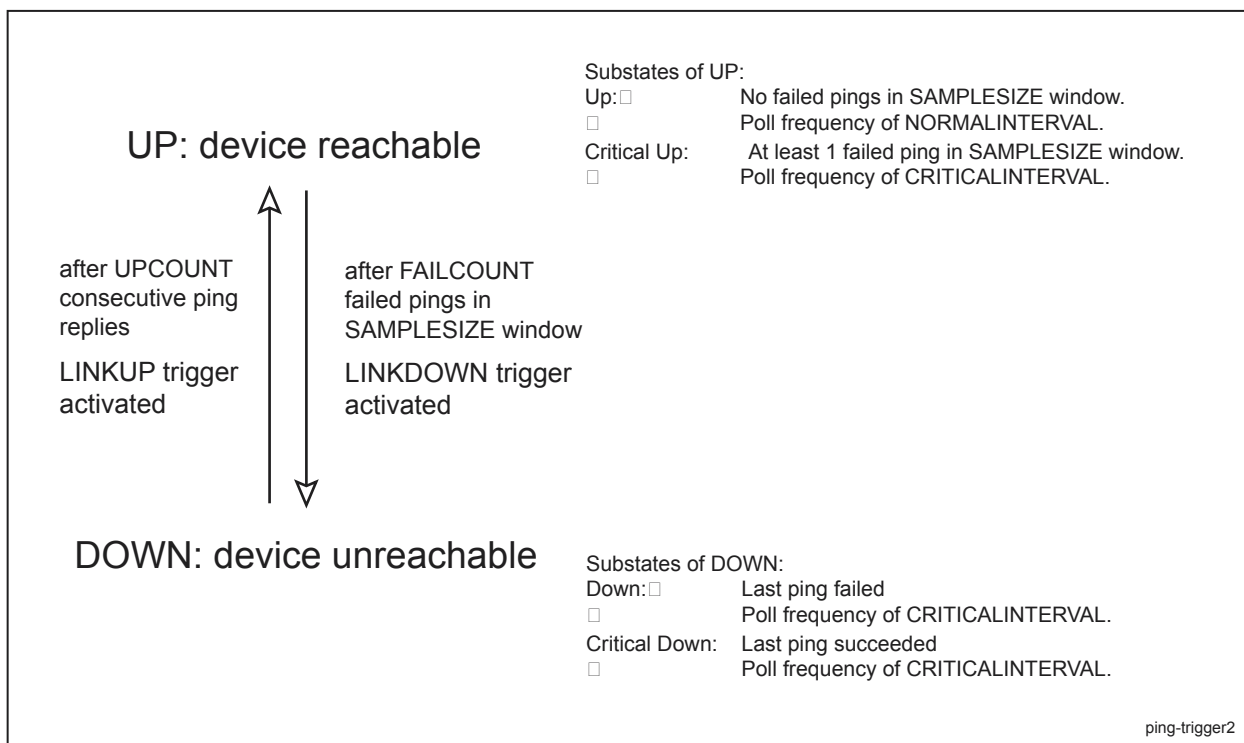 Substates of UP:
Up:□ No failed pings in SAMPLESIZE window.
□ Poll frequency of NORMALINTERVAL.
Critical Up: At least 1 failed ping in SAMPLESIZE window.
□ Poll frequency of CRITICALINTERVAL.
UP: device reachable
after UPCOUNT
consecutive ping
replies
LINKUP trigger
activated
after FAILCOUNT
failed pings in
SAMPLESIZE window
LINKDOWN trigger
activated
DOWN: device unreachable
Substates of DOWN:
Down:□ Last ping failed
□ Poll frequency of CRITICALINTERVAL.
Critical Down: Last ping succeeded
□ Poll frequency of CRITICALINTERVAL.
ping-trigger2